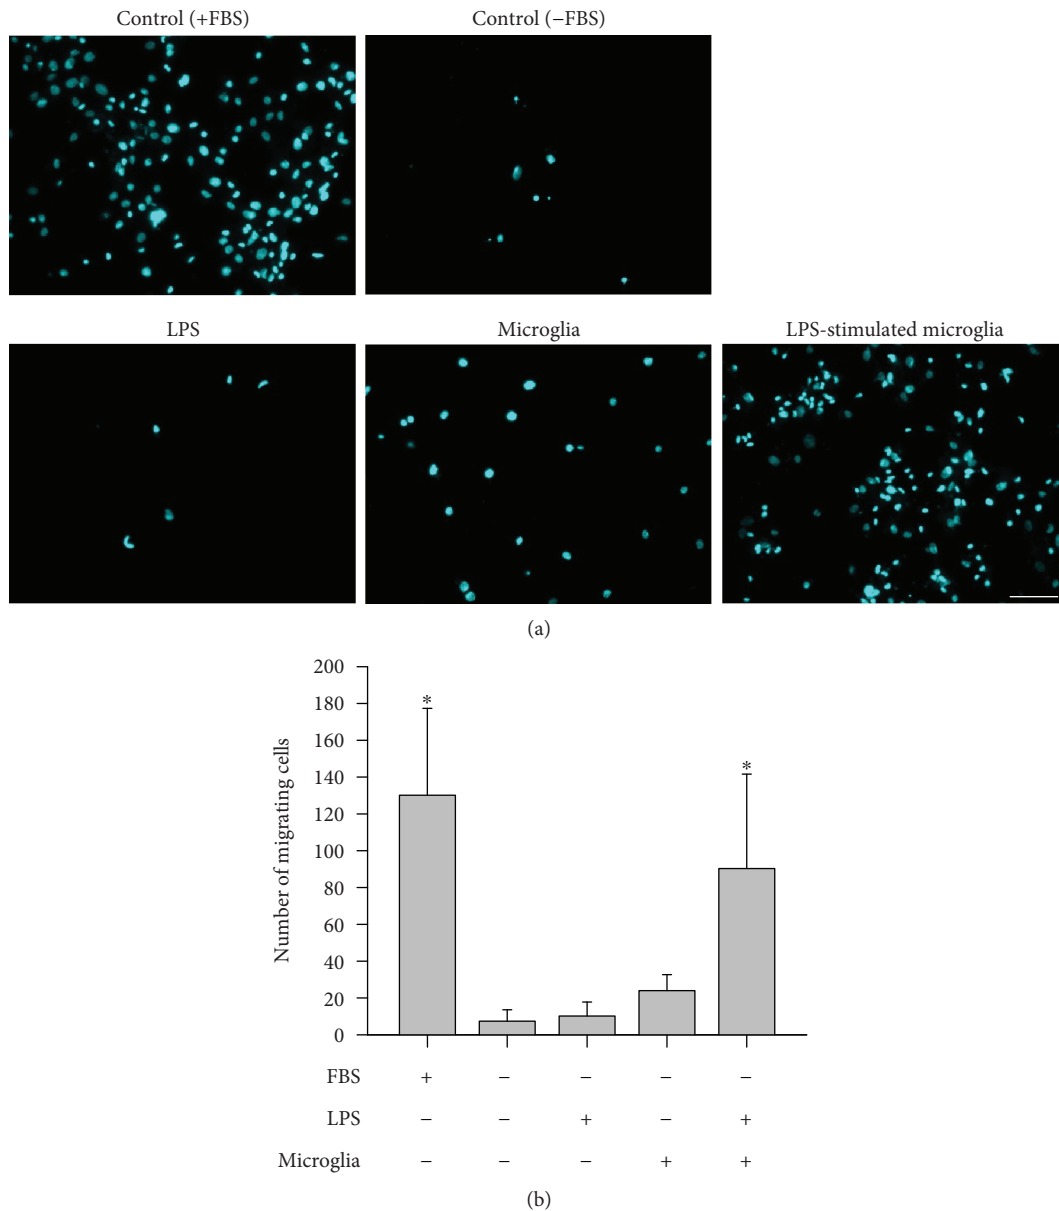 Control (+FBS) Control (−FBS)
LPS Microglia LPS-stimulated microglia
(a)
200
180
160
140
120
100
80
60
40
20
0
Number of migrating cells
* *
FBS + − − − −
LPS − − + − +
Microglia − − − + +
(b)